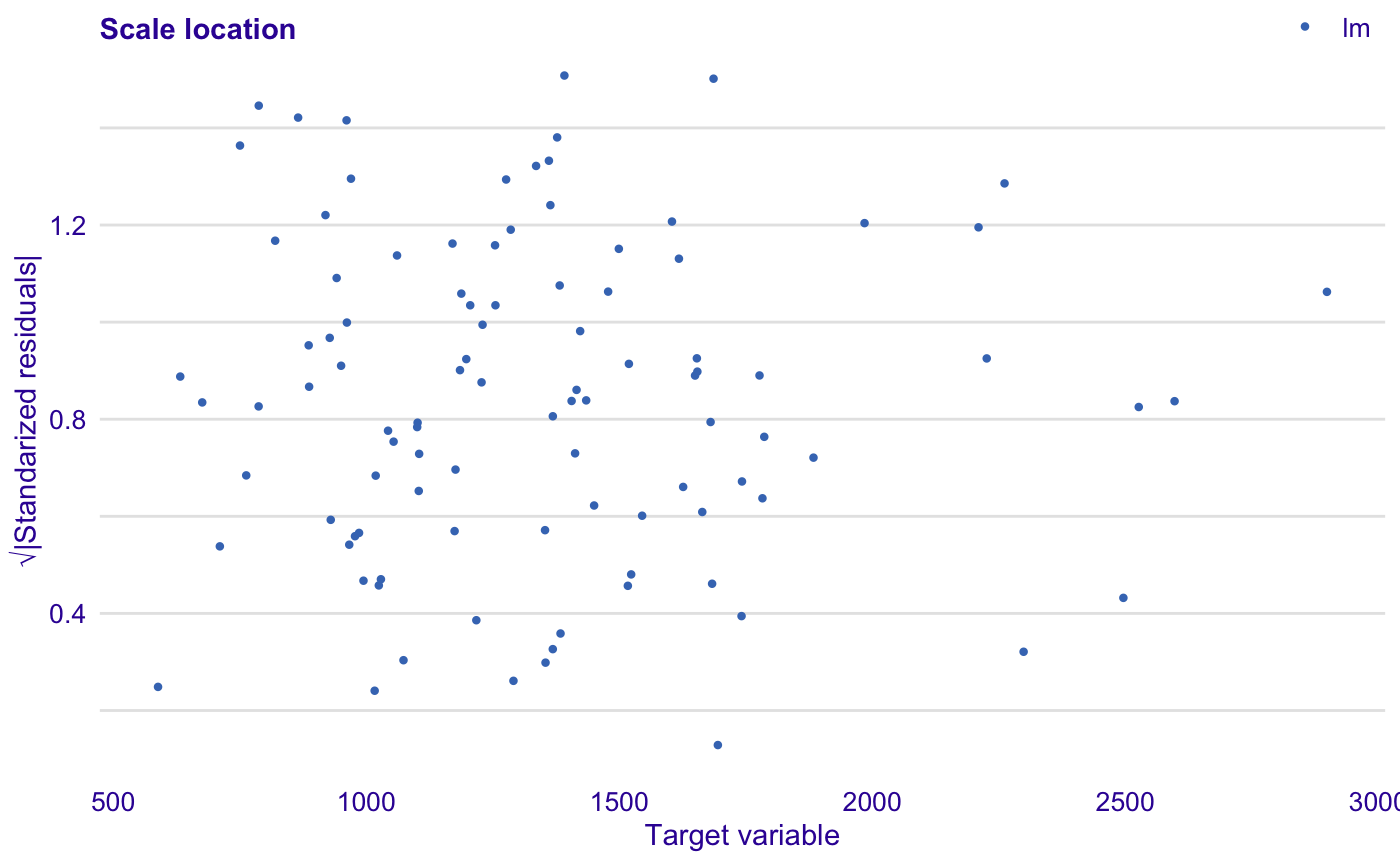 Scale location
lm
√|Standarized residuals|
1.2
0.8
0.4
500 1000 1500 2000 2500 3000
Target variable